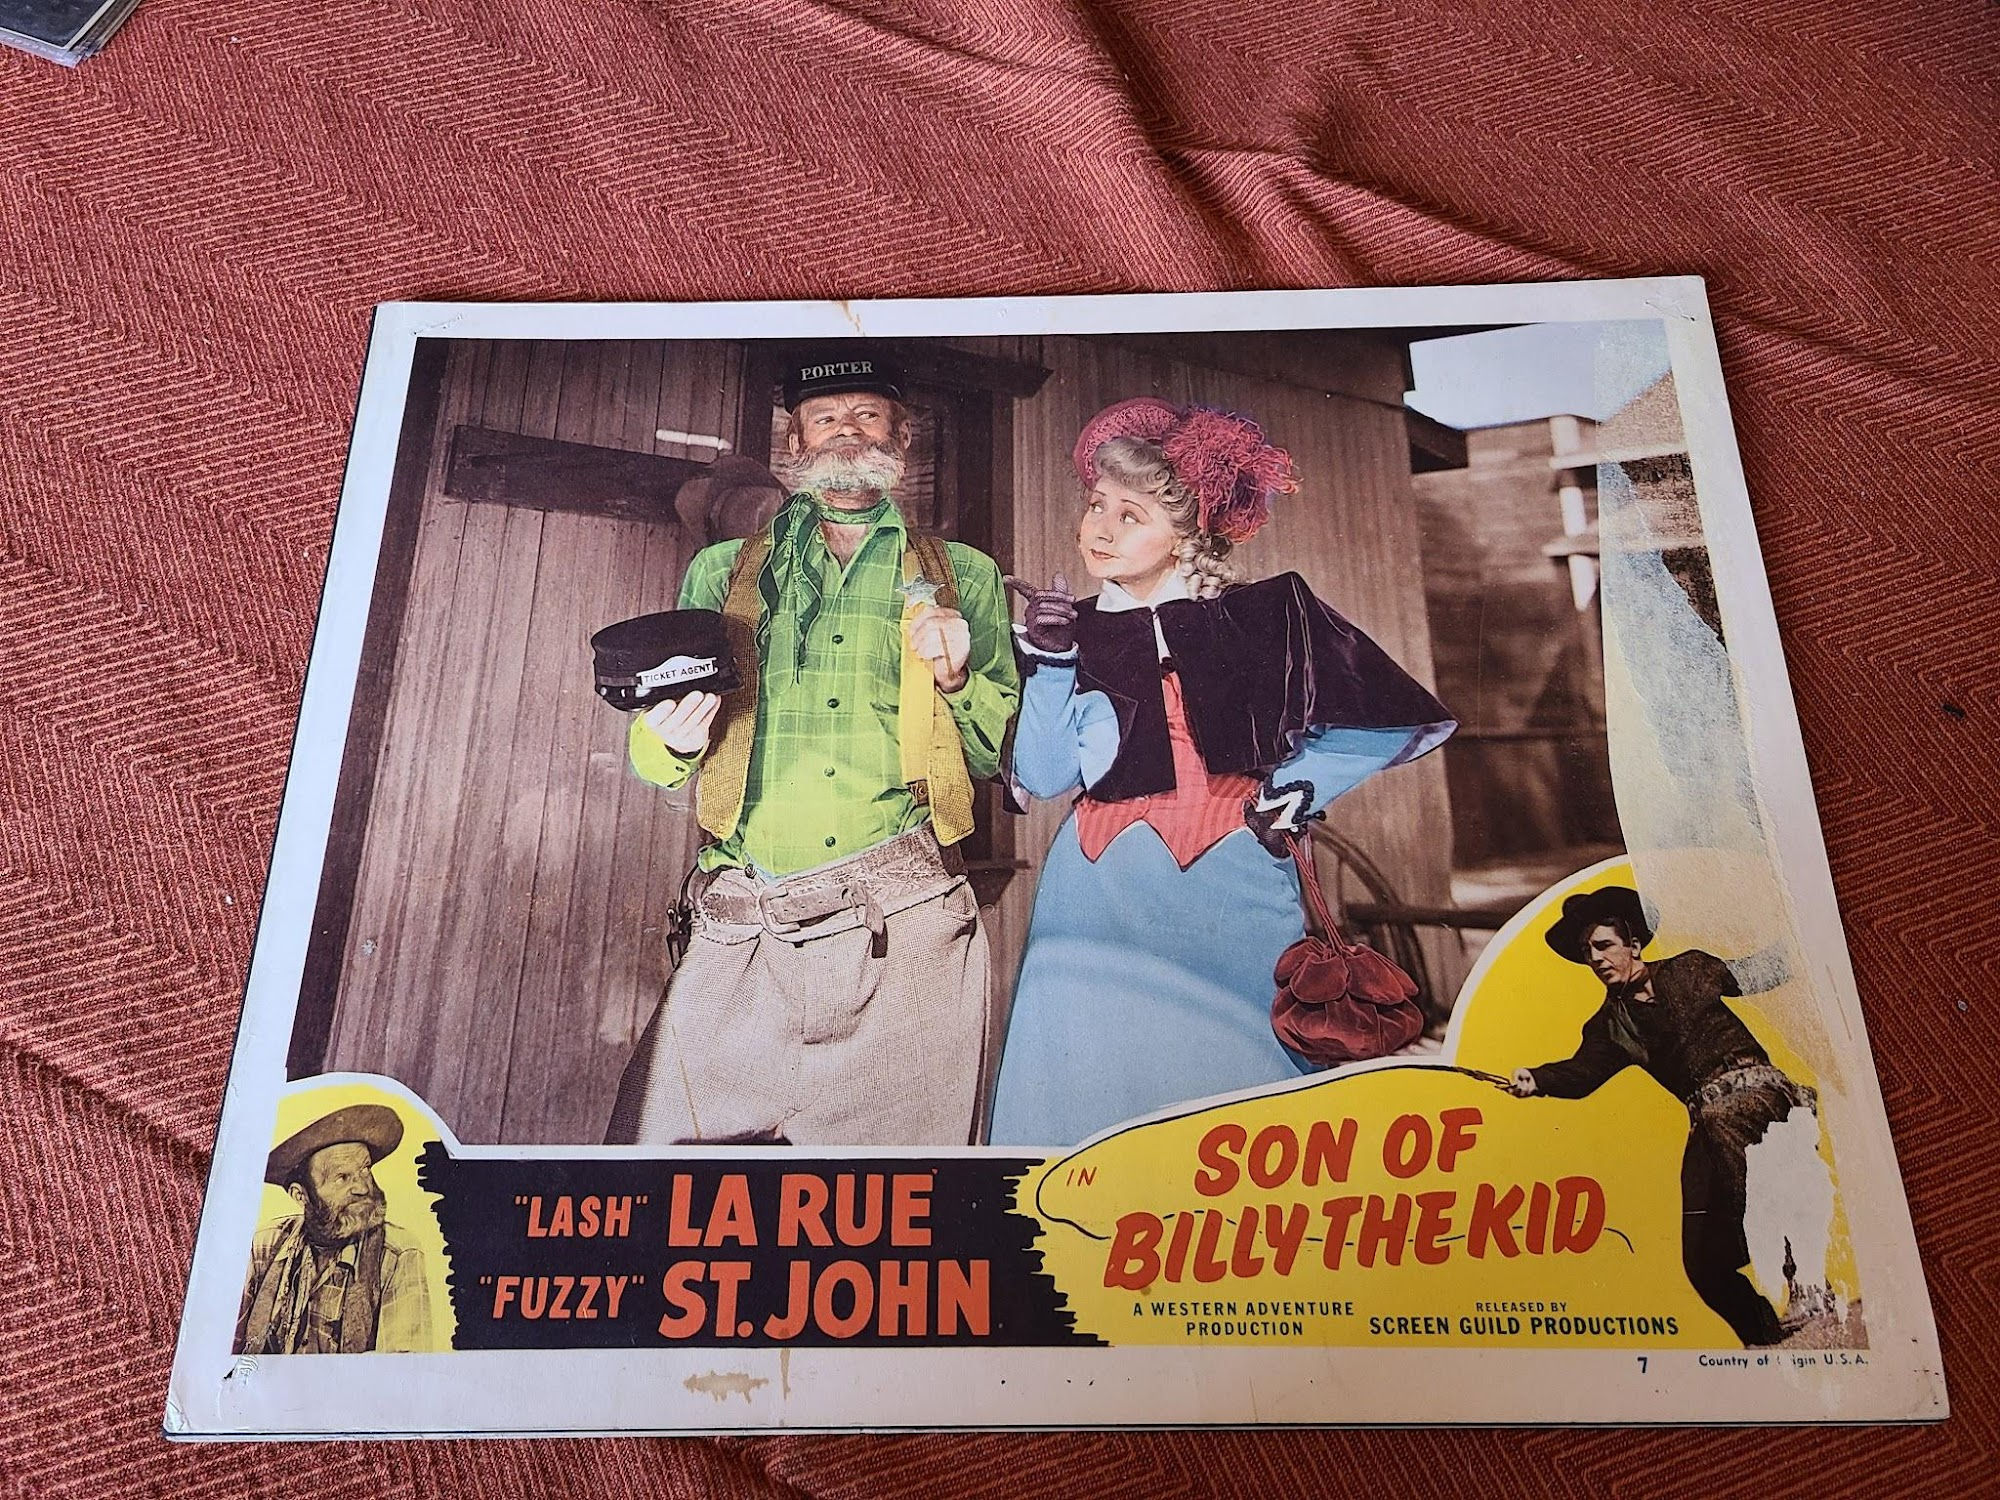 PORTER
TICKET AGENT
"LASH" LA RUE
"FUZZY" ST. JOHN
IN
SON OF
BILLY THE KID
A WESTERN ADVENTURE
PRODUCTION
RELEASED BY
SCREEN GUILD PRODUCTIONS
7
Country of igin U.S.A.